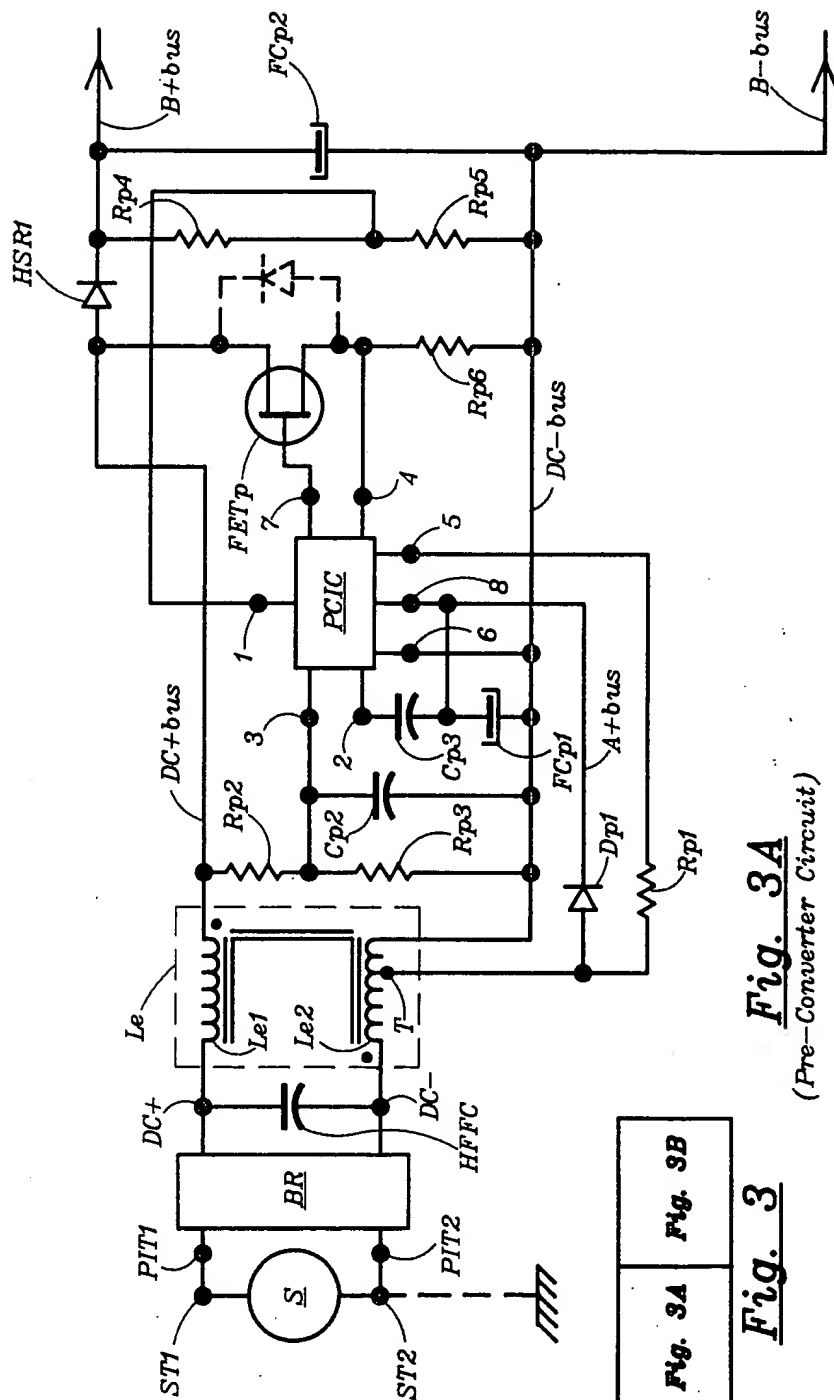 ST1
PIT1
S
PIT2
ST2
BR
DC+
DC-
HFFC
Le
Le1
Le2
T
DC+bus
Rp2
Rp3
Cp2
3
2
Cp3
FCp1
1
PCIC
6
8
5
7
4
A+bus
Dp1
Rp1
FETp
Rp6
DC-bus
HSR1
Rp4
Rp5
FCp2
B+bus
B-bus
Fig. 3A
(Pre-Converter Circuit)
Fig. 3A
Fig. 3B
Fig. 3